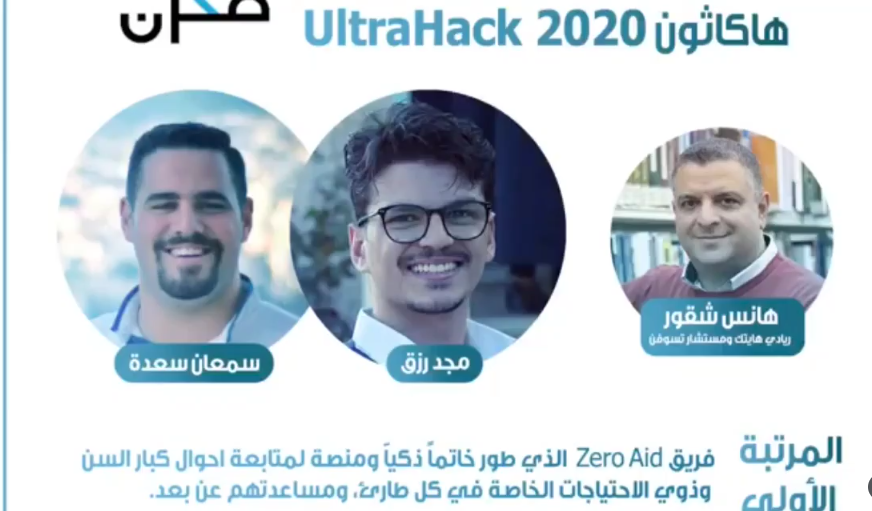 هاكاثون UltraHack 2020
هانس شقور
ريادي هايتك ومستشار تسوفن
مجد رزق
سمعان سعدة
المرتبة
الأولى
فريق Zero Aid الذي طور خاتماً ذكياً ومنصة لمتابعة احوال كبار السن
وذوي الاحتياجات الخاصة في كل طارئ، ومساعدتهم عن بعد.